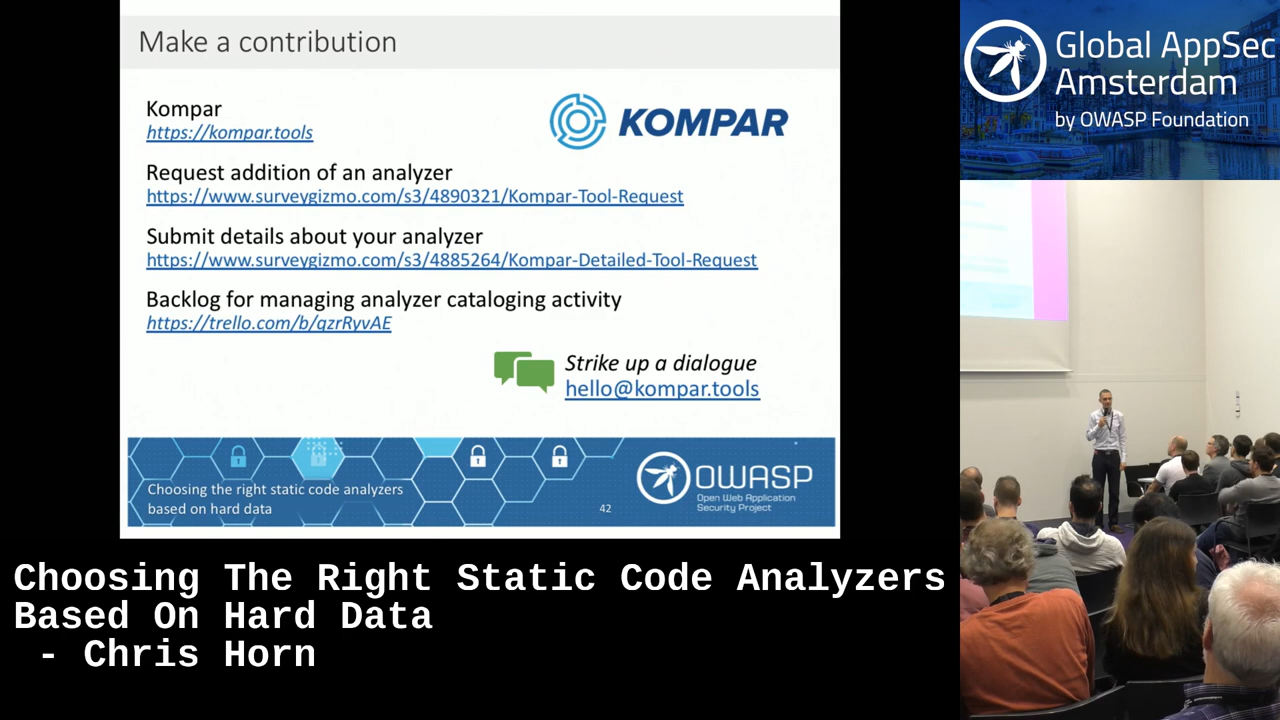 Make a contribution
Kompar
https://kompar.tools
KOMPAR
Request addition of an analyzer
https://www.surveygizmo.com/s3/4890321/Kompar-Tool-Request
Submit details about your analyzer
https://www.surveygizmo.com/s3/4885264/Kompar-Detailed-Tool-Request
Backlog for managing analyzer cataloging activity
https://trello.com/b/qzrRyvAE
Strike up a dialogue
hello@kompar.tools
Choosing the right static code analyzers
based on hard data
42
OWASP
Open Web Application
Security Project
Global AppSec
Amsterdam
by OWASP Foundation
Choosing The Right Static Code Analyzers
Based On Hard Data
- Chris Horn